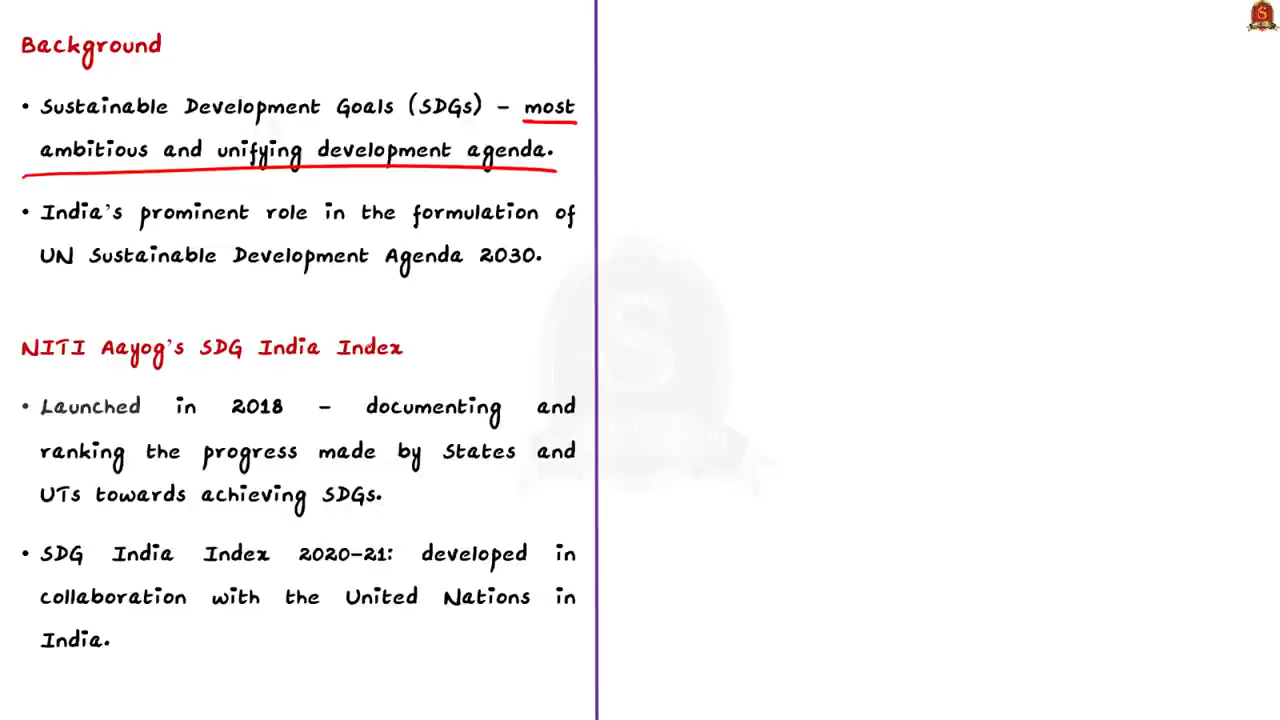 Background
• Sustainable Development Goals (SDGs) – most
ambitious and unifying development agenda.
• India's prominent role in the formulation of
UN Sustainable Development Agenda 2030.
NITI Aayog's SDG India Index
• Launched in 2018 – documenting and
ranking the progress made by States and
UTs towards achieving SDGs.
• SDG India Index 2020-21: developed in
collaboration with the United Nations in
India.
S
S